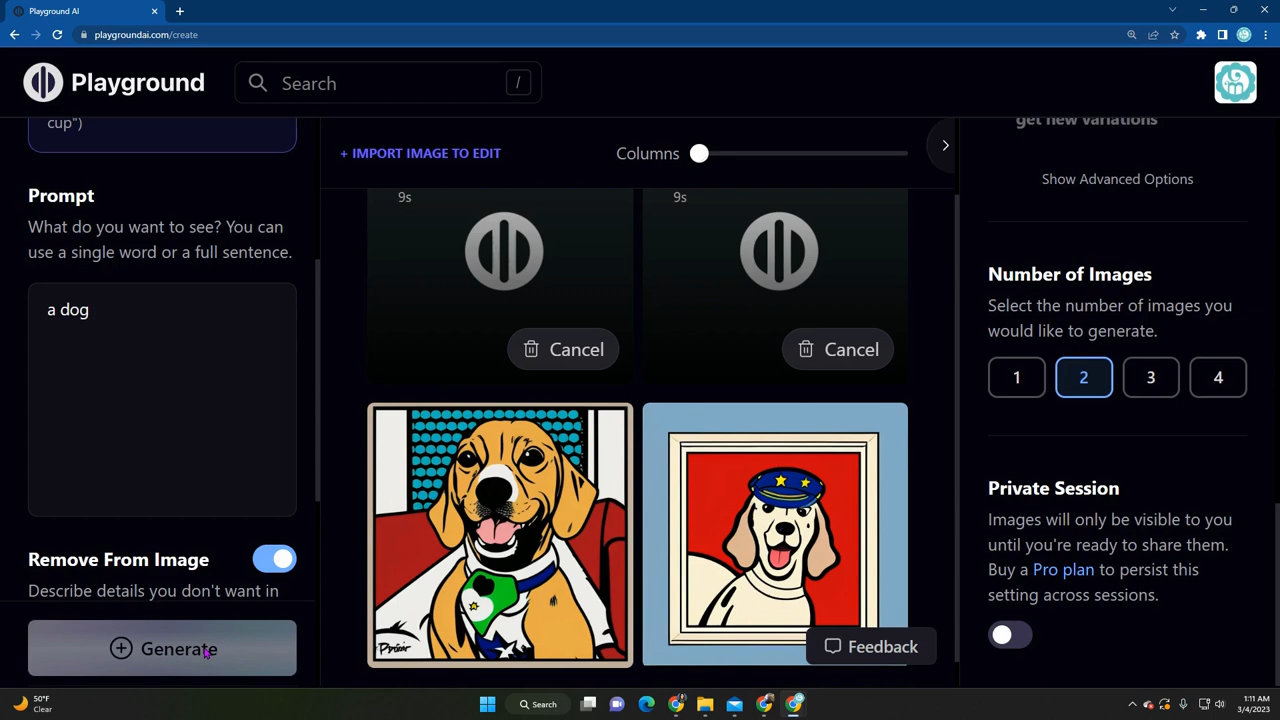 Playground AI
playgroundai.com/create
Playground
Search
/
cup")
+ IMPORT IMAGE TO EDIT
Columns
get new variations
Show Advanced Options
Prompt
What do you want to see? You can
use a single word or a full sentence.
a dog
9s
9s
Cancel
Cancel
Number of Images
Select the number of images you
would like to generate.
1
2
3
4
Remove From Image
Describe details you don't want in
Generate
Private Session
Images will only be visible to you
until you're ready to share them.
Buy a Pro plan to persist this
setting across sessions.
Feedback
50°F
Clear
Search
1:11 AM
3/4/2023